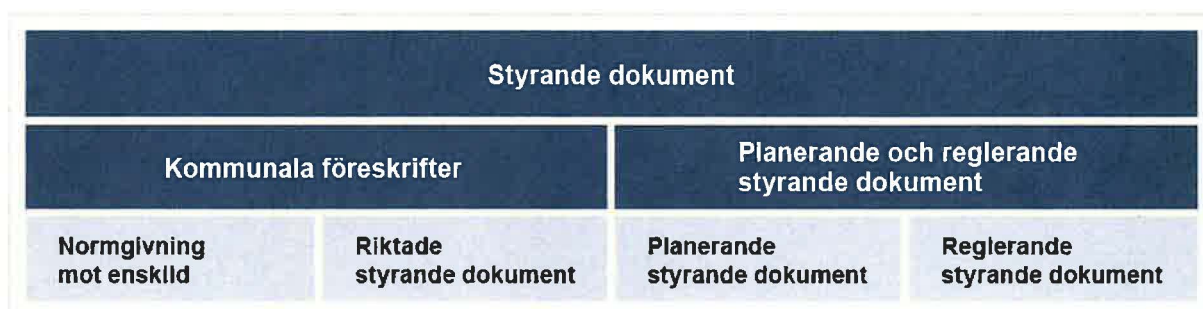 Styrande dokument
Kommunala föreskrifter
Planerande och reglerande
styrande dokument
Normgivning
mot enskild
Riktade
styrande dokument
Planerande
styrande dokument
Reglerande
styrande dokument